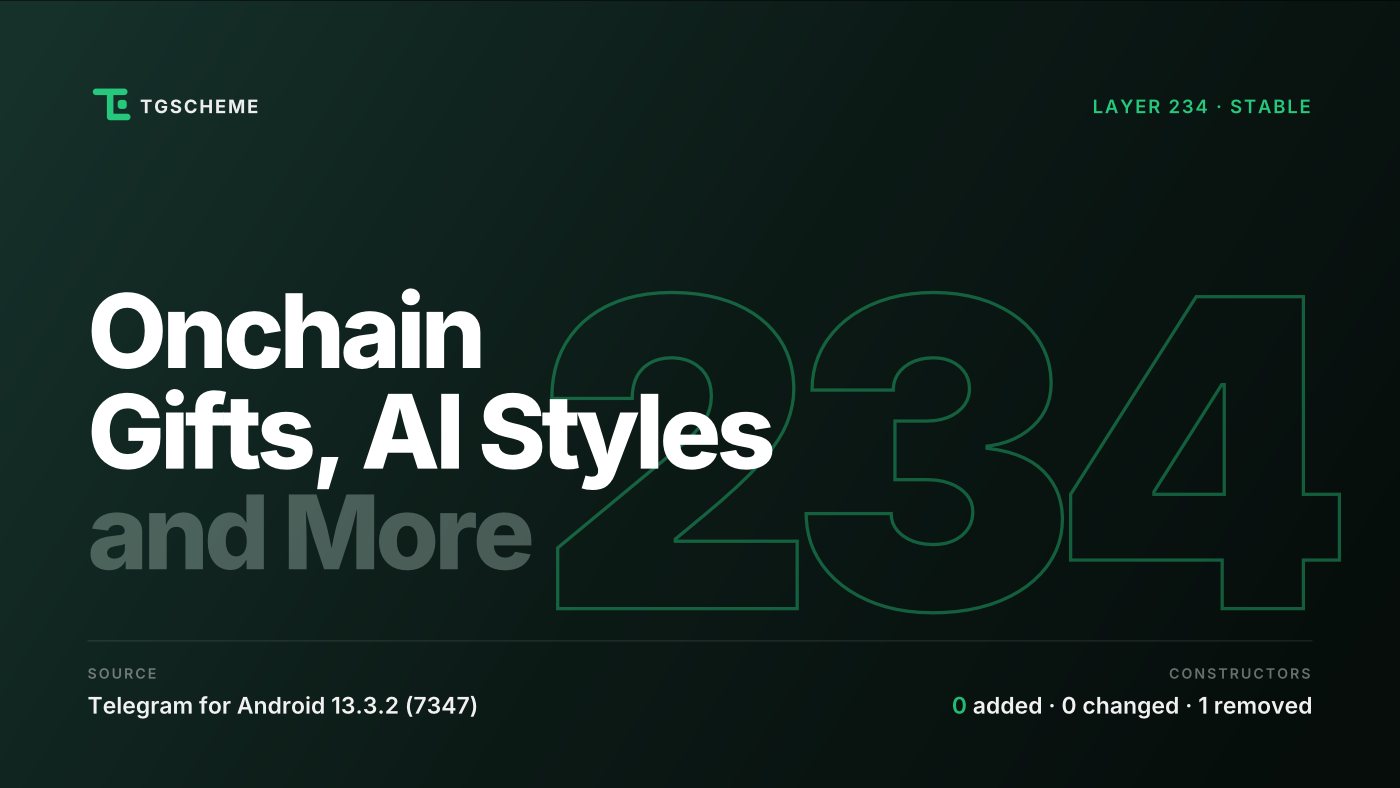 TGSCHEME
LAYER 234 · STABLE
Onchain
Gifts, AI Styles
and More
234
SOURCE
Telegram for Android 13.3.2 (7347)
CONSTRUCTORS
0 added · 0 changed · 1 removed